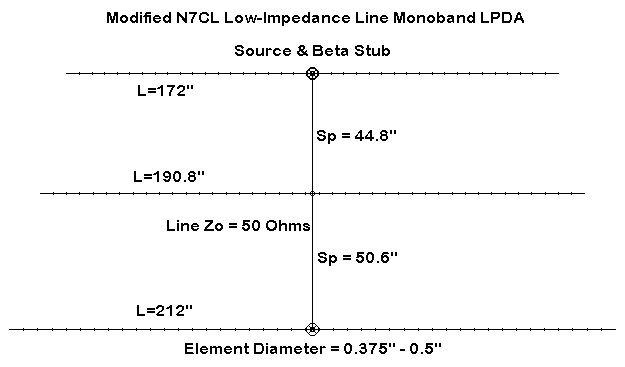 Modified N7CL Low-Impedance Line Monoband LPDA
Source & Beta Stub
L=172"
Sp = 44.8"
L=190.8"
Line Zo = 50 Ohms
Sp = 50.6"
L=212"
Element Diameter = 0.375" - 0.5"